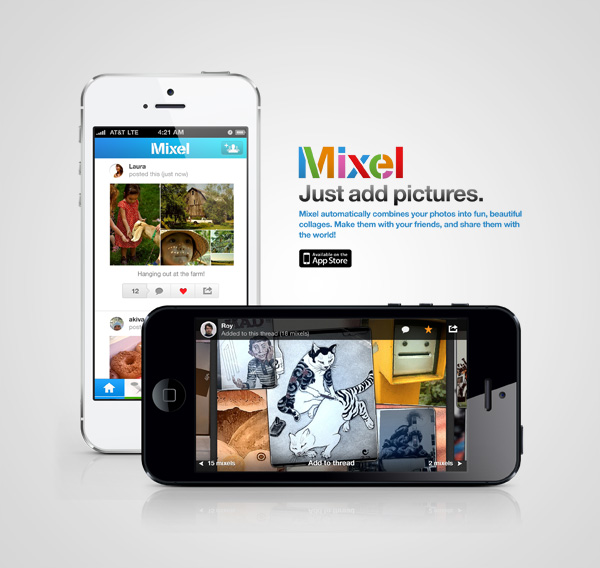 AT&T LTE 4:21 AM
Mixel
Laura
posted this (just now)
Hanging out at the farm!
12
akiva
post
Mixel
Just add pictures.
Mixel automatically combines your photos into fun, beautiful
collages. Make them with your friends, and share them with
the world!
Available on the
App Store
Roy
Added to this thread (18 mixels)
15 mixels
Add to thread
2 mixels